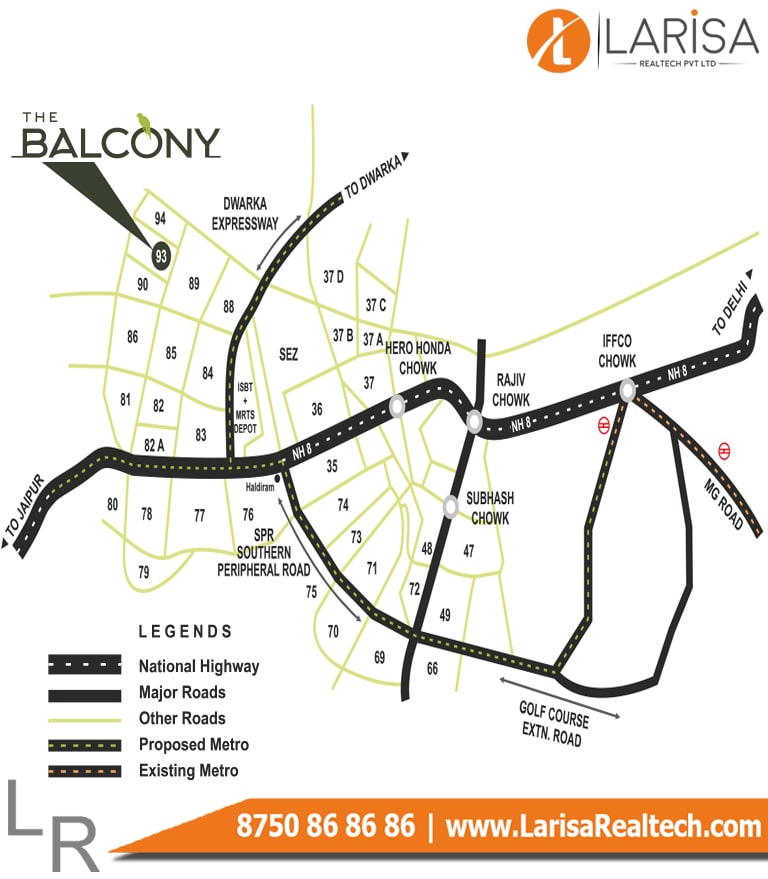 LARiSA
REALTECH PVT LTD
THE
BALCONY
TO DWARKA
DWARKA
EXPRESSWAY
94
93
90
89
88
37 D
37 C
37 B
37 A
86
85
84
SEZ
HERO HONDA
CHOWK
IFFCO
CHOWK
TO DELHI
NH 8
RAJIV
CHOWK
NH 8
37
36
81
82
82 A
83
ISBT
+
MRTS
DEPOT
NH 8
35
Haldiram
TO JAIPUR
MG ROAD
SUBHASH
CHOWK
80
78
77
76
74
73
71
72
48
47
79
SPR
SOUTHERN
PERIPHERAL ROAD
75
70
69
49
66
GOLF COURSE
EXTN. ROAD
LEGENDS
National Highway
Major Roads
Other Roads
Proposed Metro
Existing Metro
LR
8750 86 86 86 | www.LarisaRealtech.com